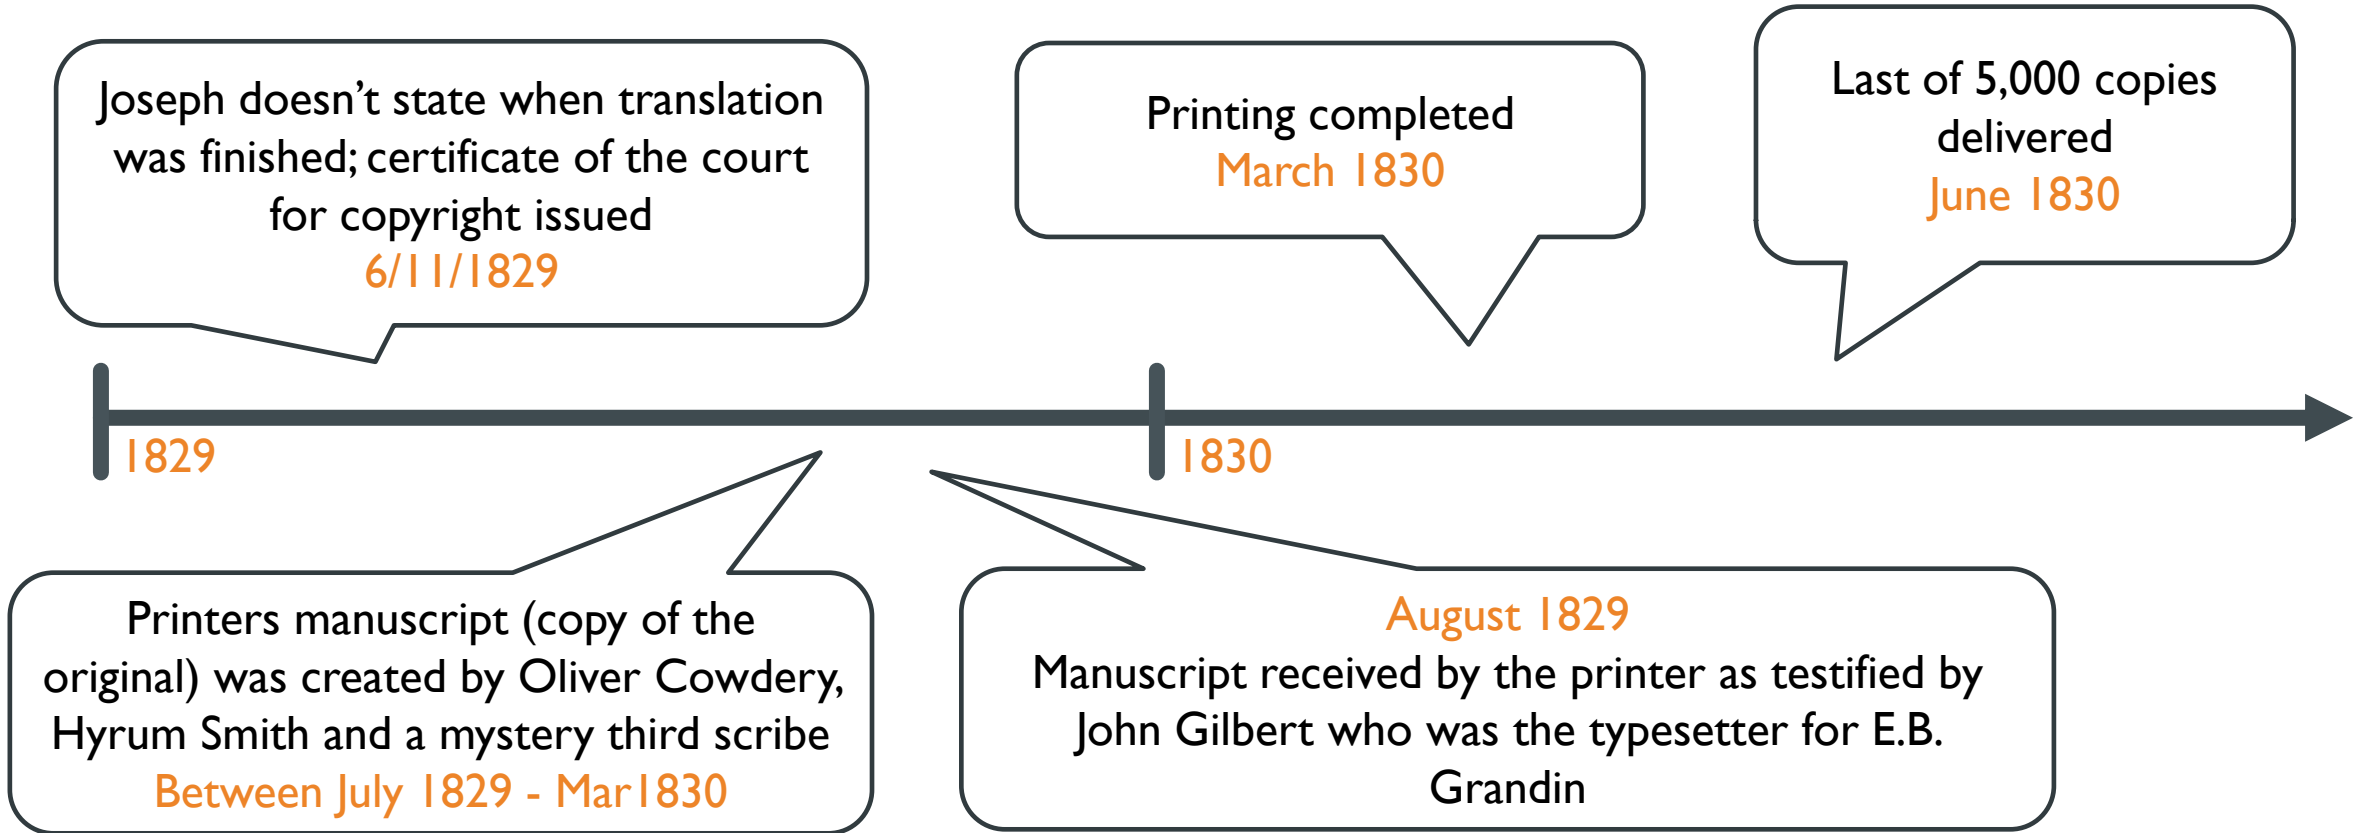 Joseph doesn’t state when translation
was finished; certificate of the court
for copyright issued
6/11/1829
Printing completed
March 1830
Last of 5,000 copies
delivered
June 1830
1829
1830
Printers manuscript (copy of the
original) was created by Oliver Cowdery,
Hyrum Smith and a mystery third scribe
Between July 1829 - Mar1830
August 1829
Manuscript received by the printer as testified by
John Gilbert who was the typesetter for E.B.
Grandin